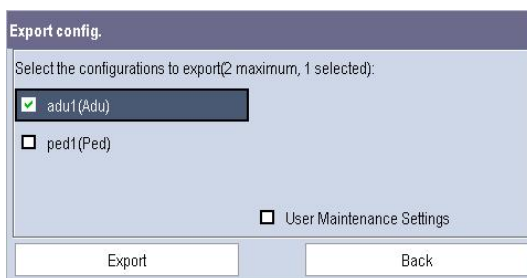 Export config.
Select the configurations to export(2 maximum, 1 selected):
adu1(Adu)
ped1(Ped)
User Maintenance Settings
Export
Back